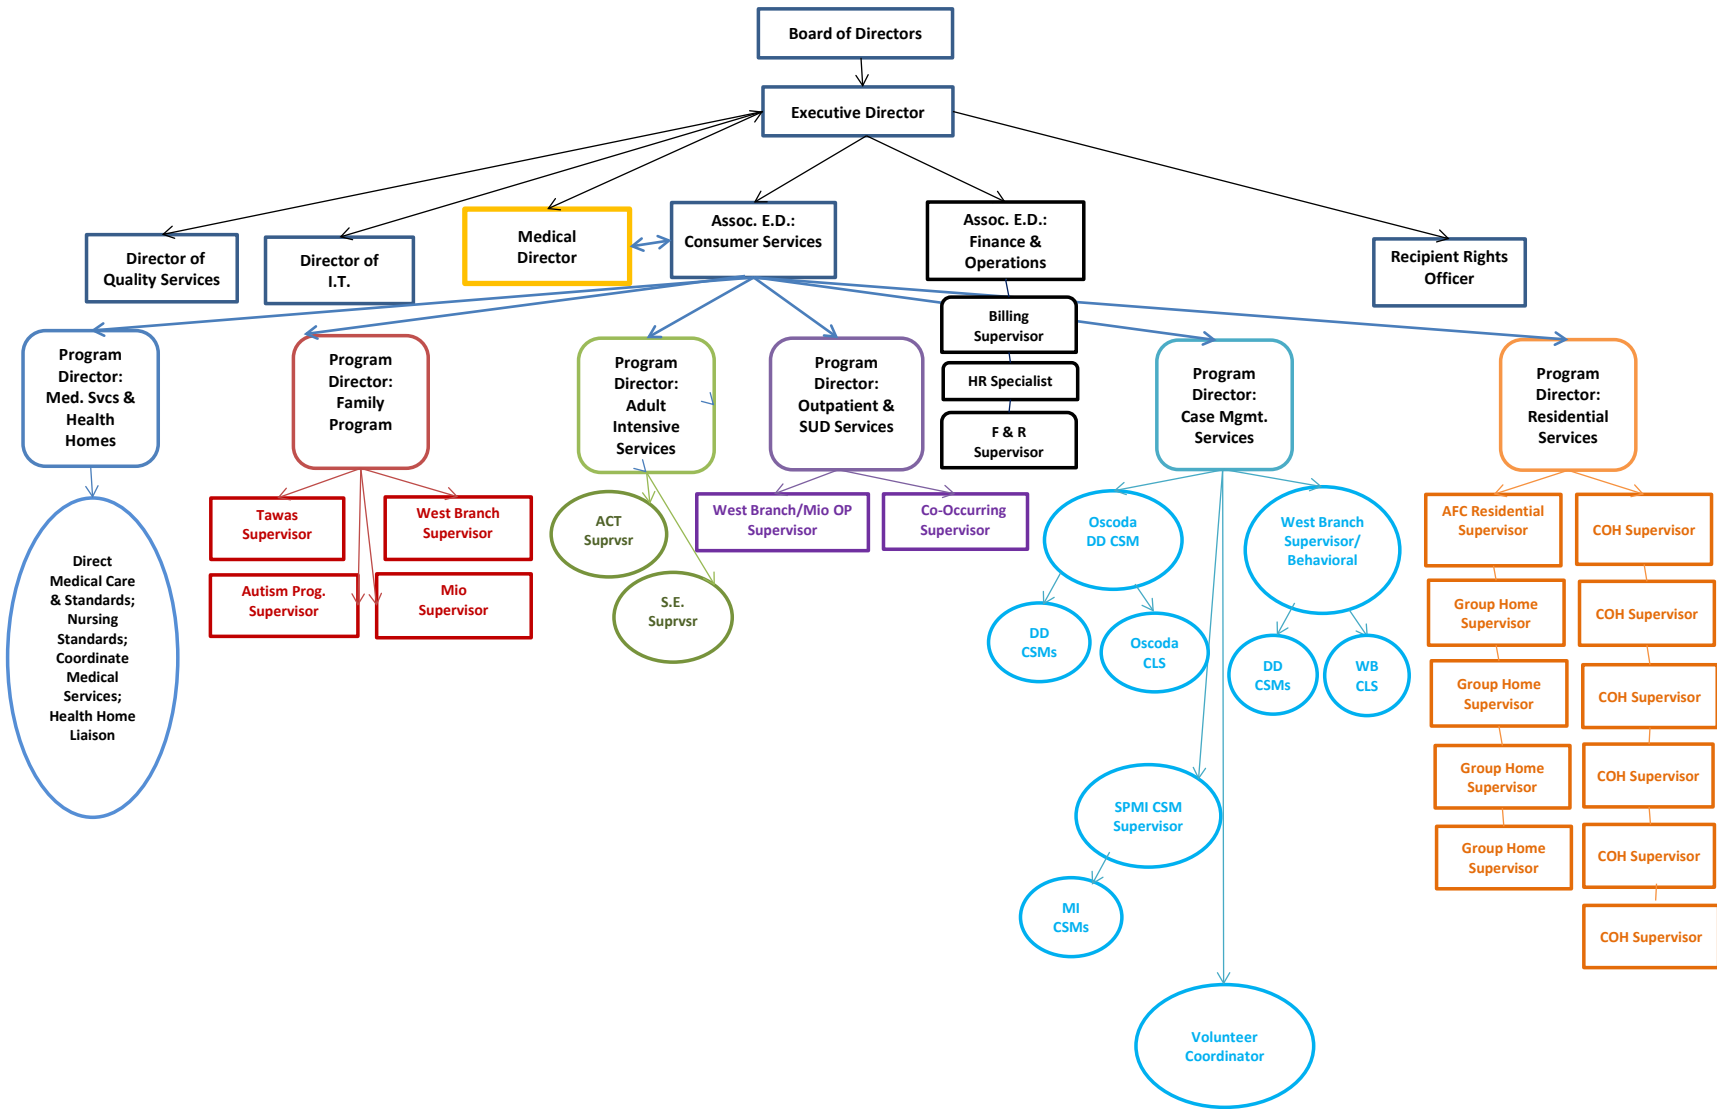 Board of Directors
Executive Director
Director of
Quality Services
Director of
I.T.
Medical
Director
Assoc. E.D.:
Consumer Services
Assoc. E.D.:
Finance &
Operations
Recipient Rights
Officer
Billing
Supervisor
HR Specialist
F & R
Supervisor
Program
Director:
Med. Svcs &
Health
Homes
Program
Director:
Family
Program
Program
Director:
Adult
Intensive
Services
Program
Director:
Outpatient &
SUD Services
Program
Director:
Case Mgmt.
Services
Program
Director:
Residential
Services
Direct
Medical Care
& Standards;
Nursing
Standards;
Coordinate
Medical
Services;
Health Home
Liaison
Tawas
Supervisor
West Branch
Supervisor
Autism Prog.
Supervisor
Mio
Supervisor
ACT
Suprvsr
S.E.
Suprvsr
West Branch/Mio OP
Supervisor
Co-Occurring
Supervisor
Oscoda
DD CSM
West Branch
Supervisor/
Behavioral
DD
CSMs
Oscoda
CLS
DD
CSMs
WB
CLS
SPMI CSM
Supervisor
MI
CSMs
Volunteer
Coordinator
AFC Residential
Supervisor
Group Home
Supervisor
Group Home
Supervisor
Group Home
Supervisor
Group Home
Supervisor
COH Supervisor
COH Supervisor
COH Supervisor
COH Supervisor
COH Supervisor
COH Supervisor